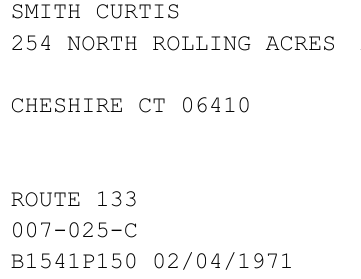 SMITH CURTIS
254 NORTH ROLLING ACRES
CHESHIRE CT 06410
ROUTE 133
007-025-C
B1541P150 02/04/1971